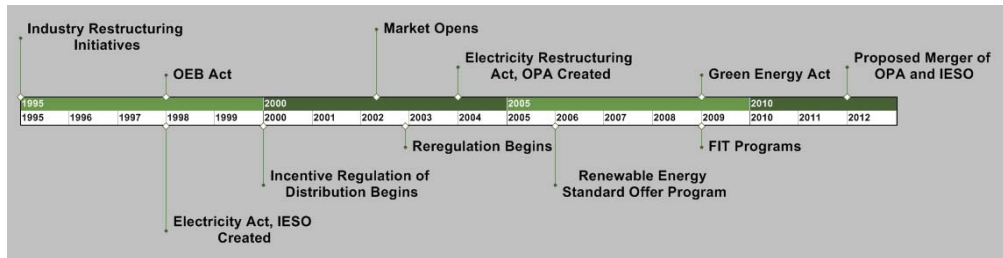 Industry Restructuring
Initiatives
OEB Act
Market Opens
Electricity Restructuring
Act, OPA Created
Green Energy Act
Proposed Merger of
OPA and IESO
1995 2000 2005 2010
1995 1996 1997 1998 1999 2000 2001 2002 2003 2004 2005 2006 2007 2008 2009 2010 2011 2012
Reregulation Begins
FIT Programs
Incentive Regulation of
Distribution Begins
Renewable Energy
Standard Offer Program
Electricity Act, IESO
Created